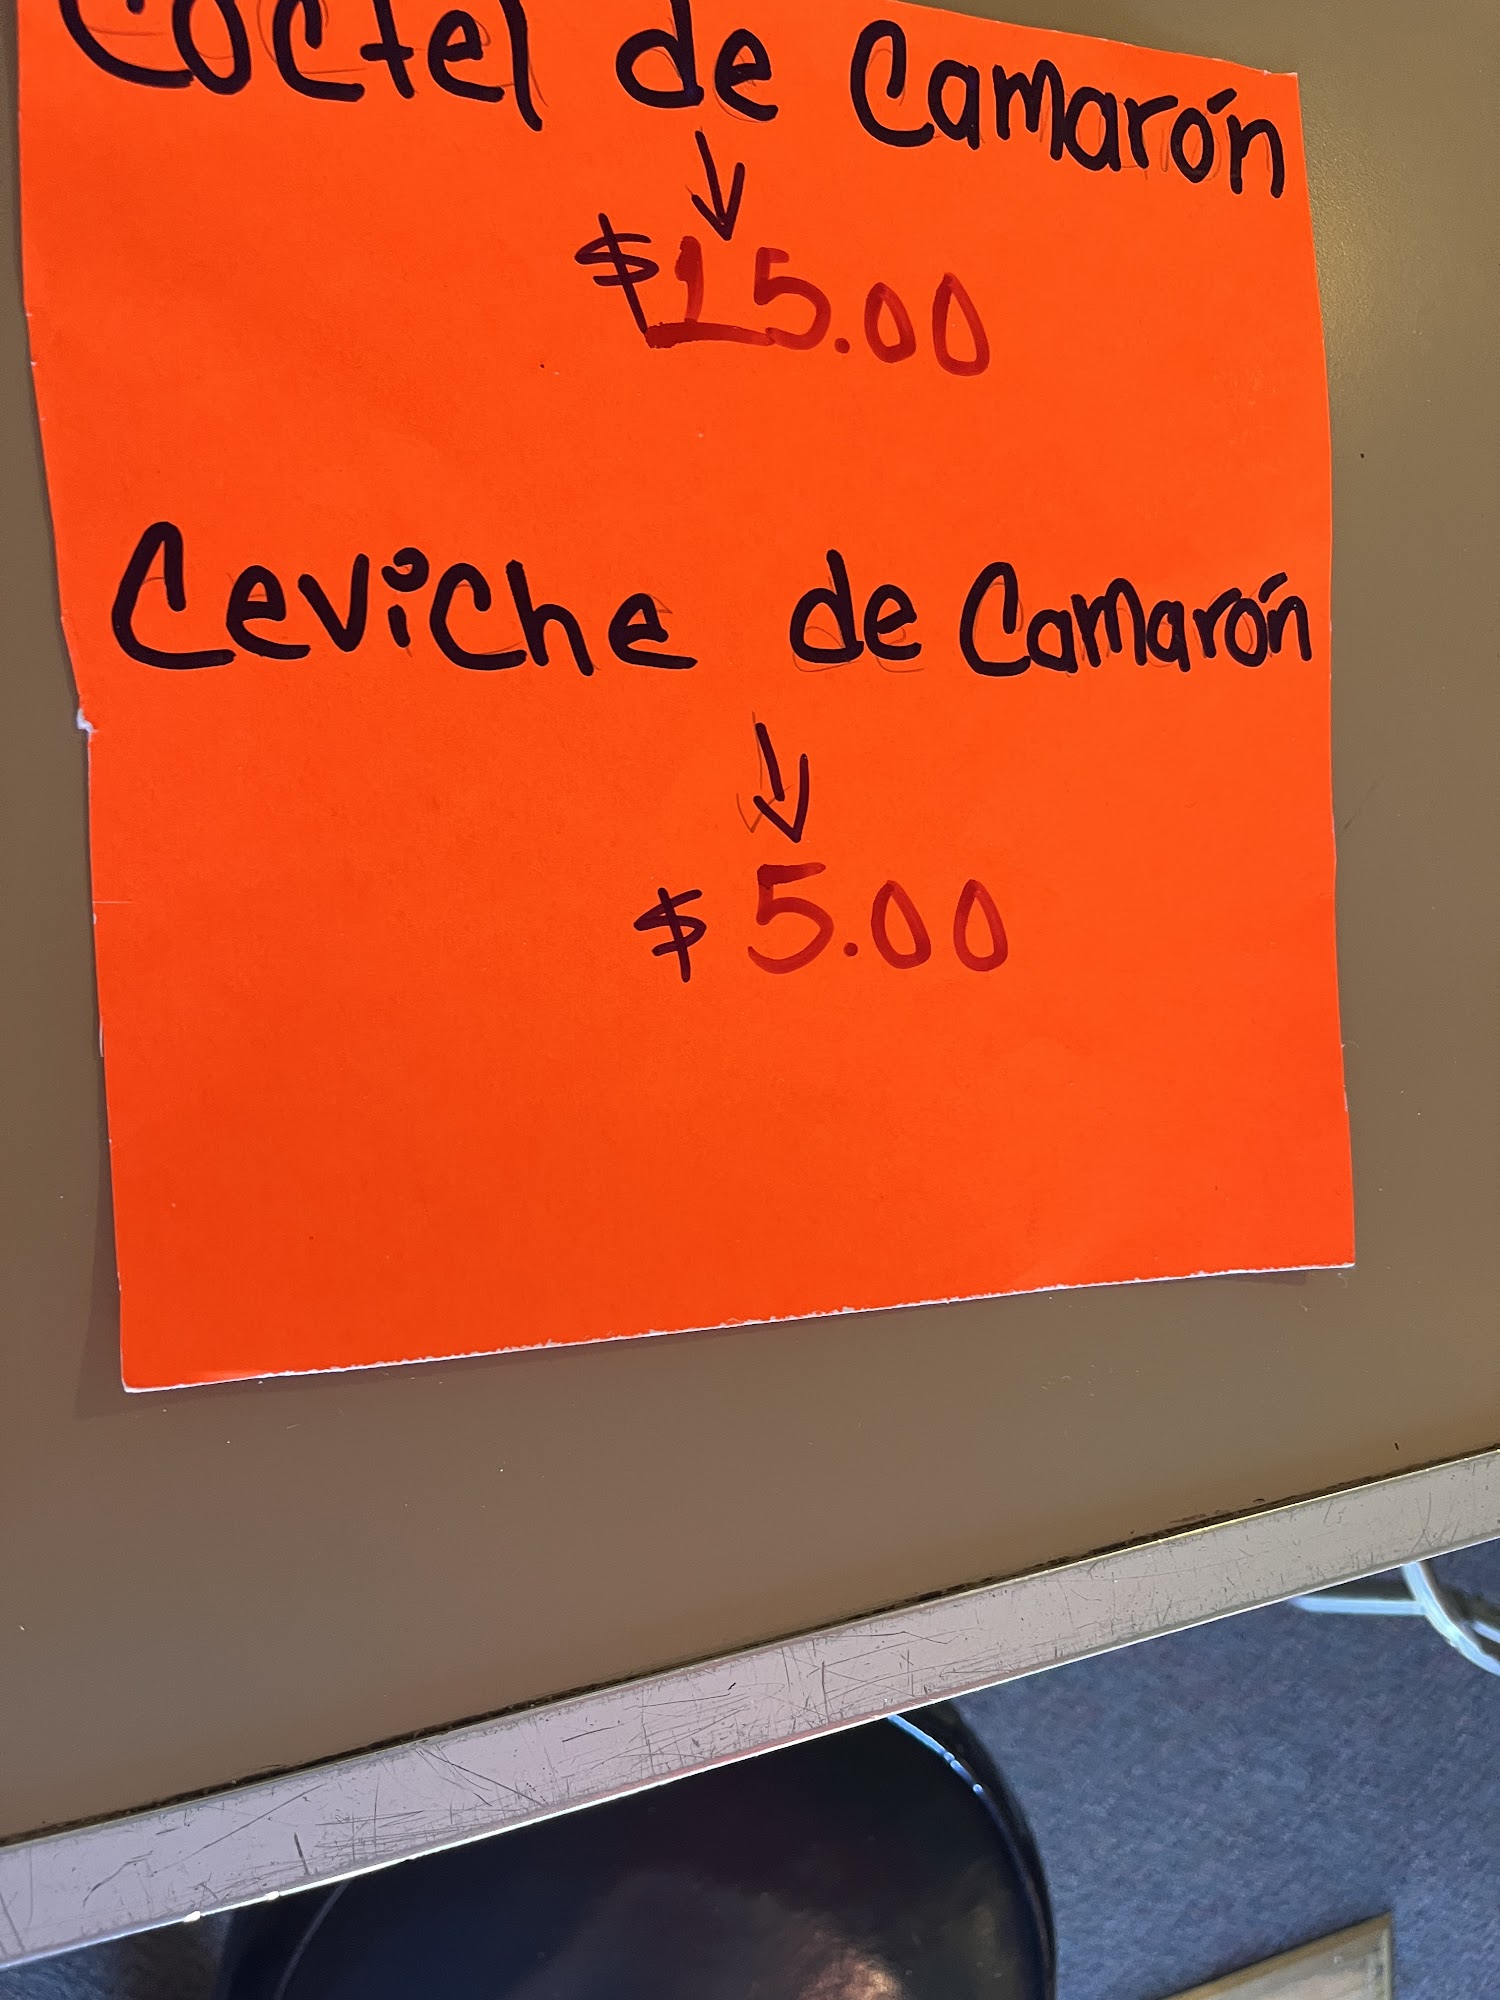 Coctel de Camarón
↓
$15.00
Ceviche de Camarón
↓
$5.00